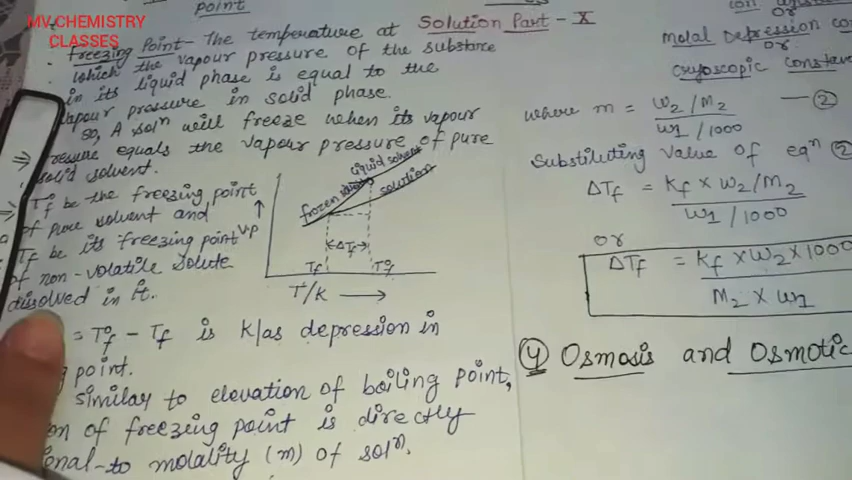 MV CHEMISTRY
CLASSES
point
Solution Part - X
Freezing Point - The temperature at
which the vapour pressure of the substance
in its liquid phase is equal to the
vapour pressure in solid phase.
so, A solⁿ will freeze when its vapour
ressure equals the vapour pressure of pure
solid solvent.
T°f be the freezing point
of pure solvent and
Tf be its freezing point
of non-volatile solute
dissolved in it.
V.P
liquid solvent
frozen
solution
ΔTf
Tf T°f
T/K
= T°f - Tf is k/as depression in
point.
similar to elevation of boiling point,
on of freezing point is directly
onal to molality (m) of solⁿ.
or
Molal Depression con
or
cryoscopic constan
where m = W2/M2 / W1/1000 — (2)
Substituting value of eqⁿ (2)
ΔTf = Kf × W2/M2 / W1/1000
or
ΔTf = Kf × W2 × 1000 / M2 × W1
(4) Osmosis and Osmotic